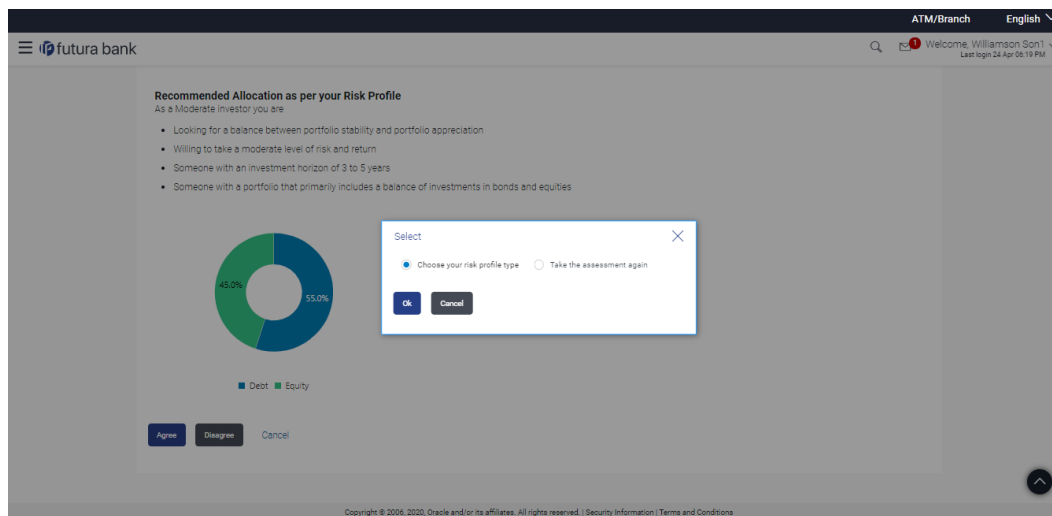 ATM/Branch English
futura bank
1 Welcome, Williamson Son1
Last login 24 Apr 06:19 PM
Recommended Allocation as per your Risk Profile
As a Moderate investor you are
• Looking for a balance between portfolio stability and portfolio appreciation
• Willing to take a moderate level of risk and return
• Someone with an investment horizon of 3 to 5 years
• Someone with a portfolio that primarily includes a balance of investments in bonds and equities
Select
Choose your risk profile type Take the assessment again
Ok Cancel
45.0%
55.0%
Debt Equity
Agree Disagree Cancel
Copyright © 2006, 2020, Oracle and/or its affiliates. All rights reserved. | Security Information | Terms and Conditions